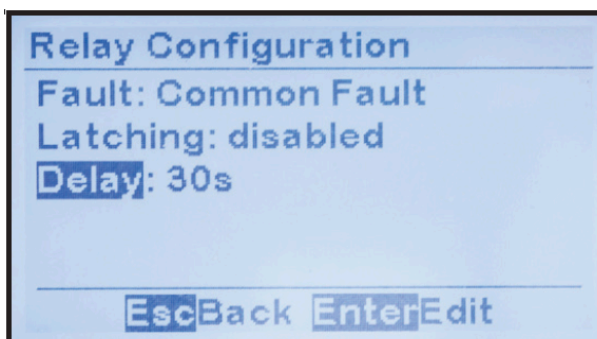 Relay Configuration
Fault: Common Fault
Latching: disabled
Delay: 30s
EscBack EnterEdit